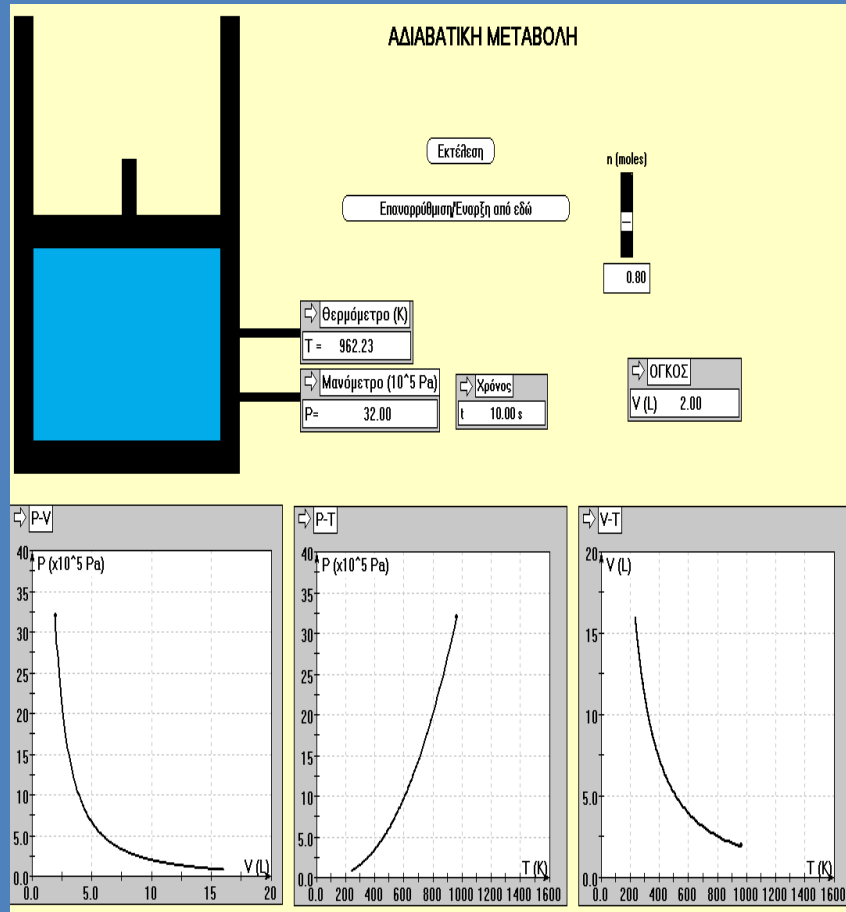 ΑΔΙΑΒΑΤΙΚΗ ΜΕΤΑΒΟΛΗ
Εκτέλεση
n (moles)
Επαναρρύθμιση/Έναρξη από εδώ
0.80
Θερμόμετρο (K)
T = 962.23
Μανόμετρο (10^5 Pa)
P= 32.00
Χρόνος
t 10.00 s
ΟΓΚΟΣ
V (L) 2.00
P-V
P (x10^5 Pa)
40
35
30
25
20
15
10
5.0
0.0
V (L)
0.0 5.0 10 15 20
P-T
P (x10^5 Pa)
40
35
30
25
20
15
10
5.0
0.0
T (K)
0.0 200 400 600 800 1000 1200 1400 1600
V-T
V (L)
20
15
10
5.0
0.0
T (K)
0.0 200 400 600 800 1000 1200 1400 1600